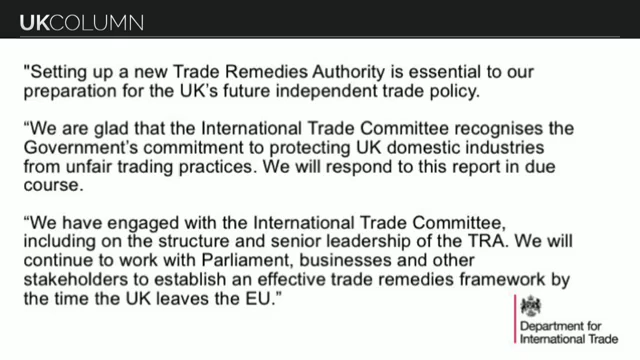 UKCOLUMN
"Setting up a new Trade Remedies Authority is essential to our
preparation for the UK's future independent trade policy.
“We are glad that the International Trade Committee recognises the
Government's commitment to protecting UK domestic industries
from unfair trading practices. We will respond to this report in due
course.
“We have engaged with the International Trade Committee,
including on the structure and senior leadership of the TRA. We will
continue to work with Parliament, businesses and other
stakeholders to establish an effective trade remedies framework by
the time the UK leaves the EU.”
Department for
International Trade